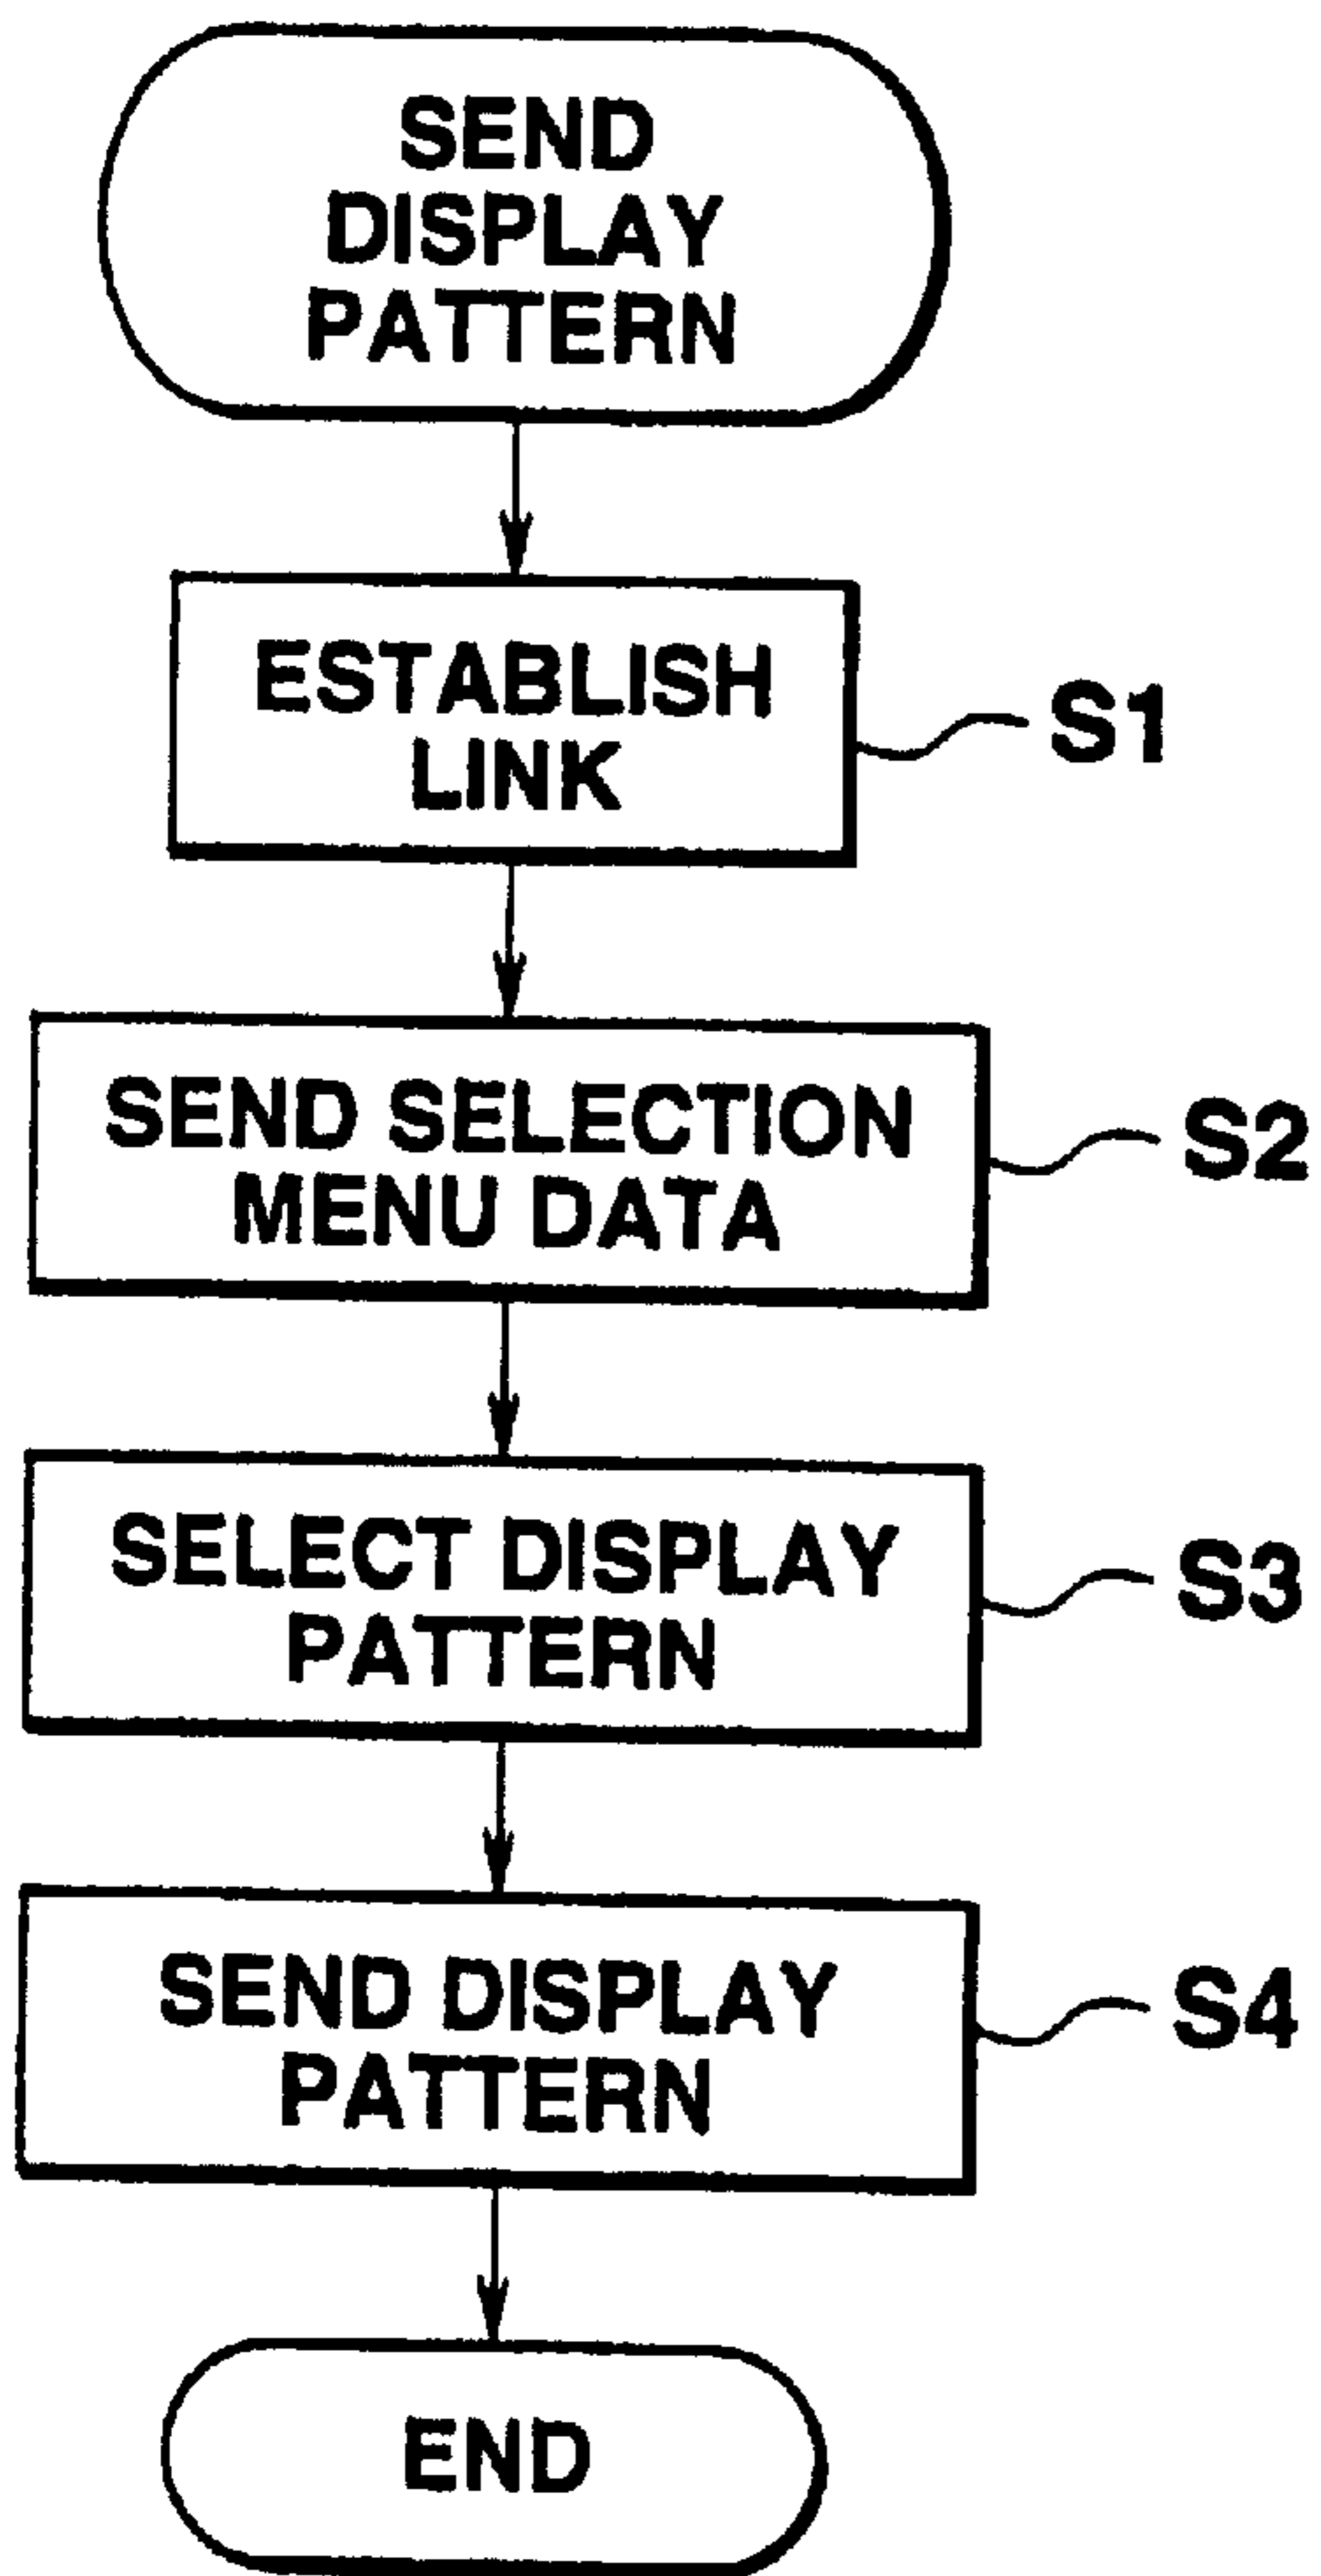 SEND
DISPLAY
PATTERN
ESTABLISH
LINK
S1
SEND SELECTION
MENU DATA
S2
SELECT DISPLAY
PATTERN
S3
SEND DISPLAY
PATTERN
S4
END